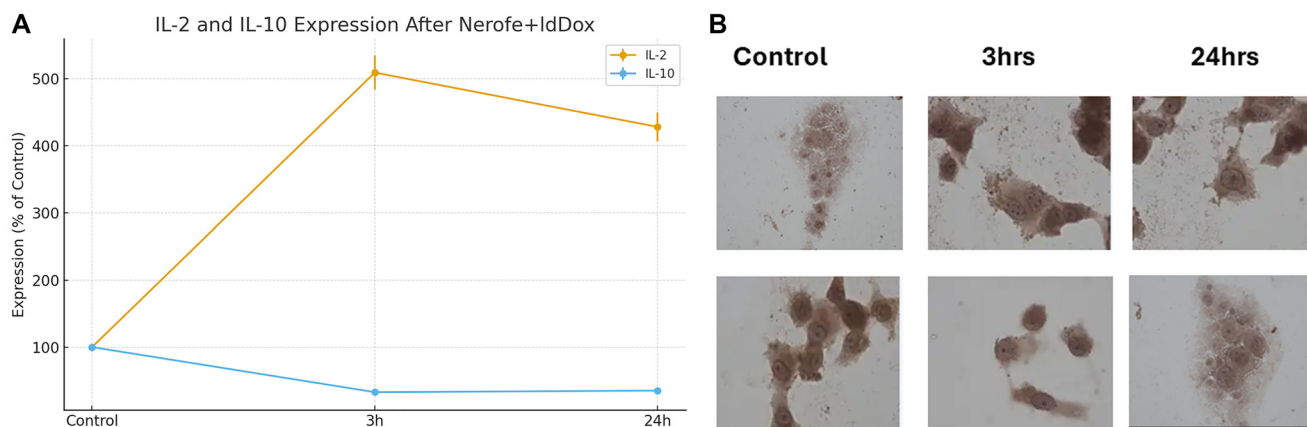 A
IL-2 and IL-10 Expression After Nerofe+ldDox
IL-2
IL-10
Expression (% of Control)
500
400
300
200
100
Control
3h
24h
B
Control
3hrs
24hrs